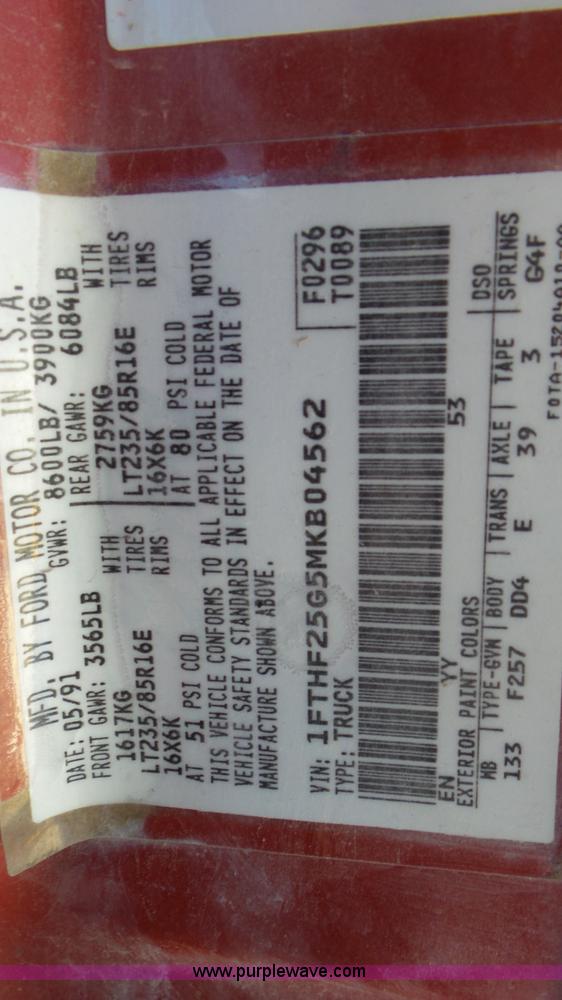 MFD. BY FORD MOTOR CO. IN U.S.A.
DATE: 05/91 GVWR: 8600LB/ 3900KG
FRONT GAWR: 3565LB REAR GAWR: 6084LB
1617KG WITH 2759KG WITH
LT235/85R16E TIRES LT235/85R16E TIRES
16X6K RIMS 16X6K RIMS
AT 51 PSI COLD AT 80 PSI COLD
THIS VEHICLE CONFORMS TO ALL APPLICABLE FEDERAL MOTOR
VEHICLE SAFETY STANDARDS IN EFFECT ON THE DATE OF
MANUFACTURE SHOWN ABOVE.
VIN: 1FTHF25G5MKB04562 F0296
TYPE: TRUCK T0089
EN YY 53
EXTERIOR PAINT COLORS DSO
WB TYPE-GVW BODY TRANS AXLE TAPE SPRINGS
133 F257 DD4 E 39 3 G4F
www.purplewave.com